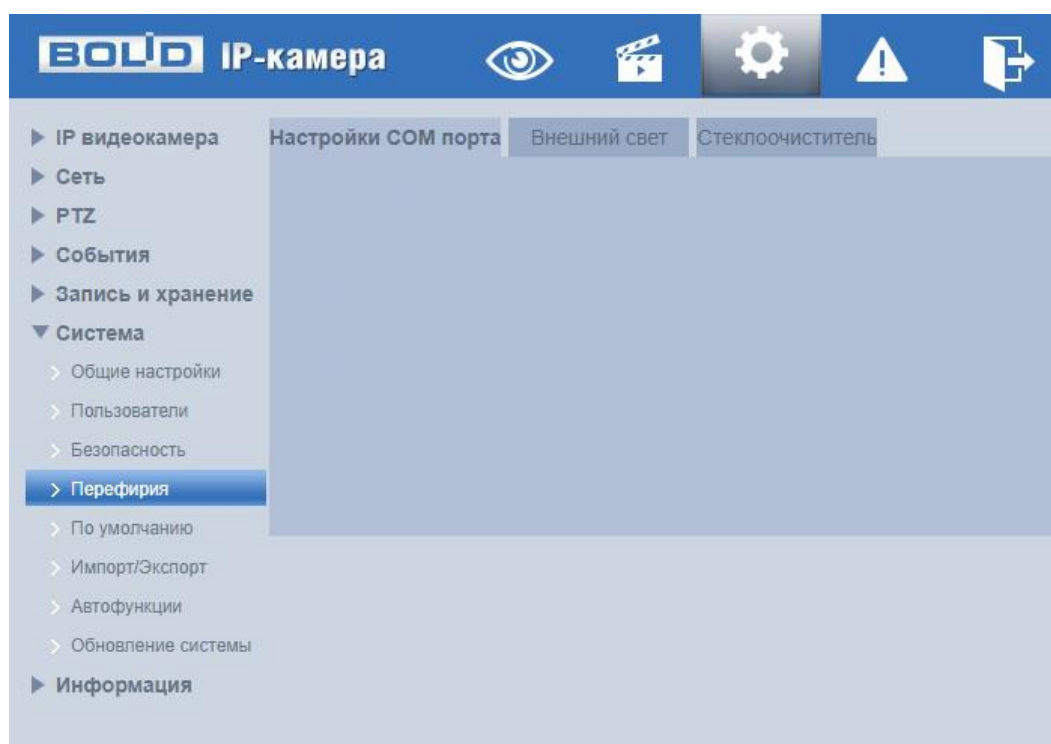 BOLID IP-камера
IP видеокамера
Сеть
PTZ
События
Запись и хранение
Система
Общие настройки
Пользователи
Безопасность
Перефирия
По умолчанию
Импорт/Экспорт
Автофункции
Обновление системы
Информация
Настройки COM порта Внешний свет Стеклоочиститель